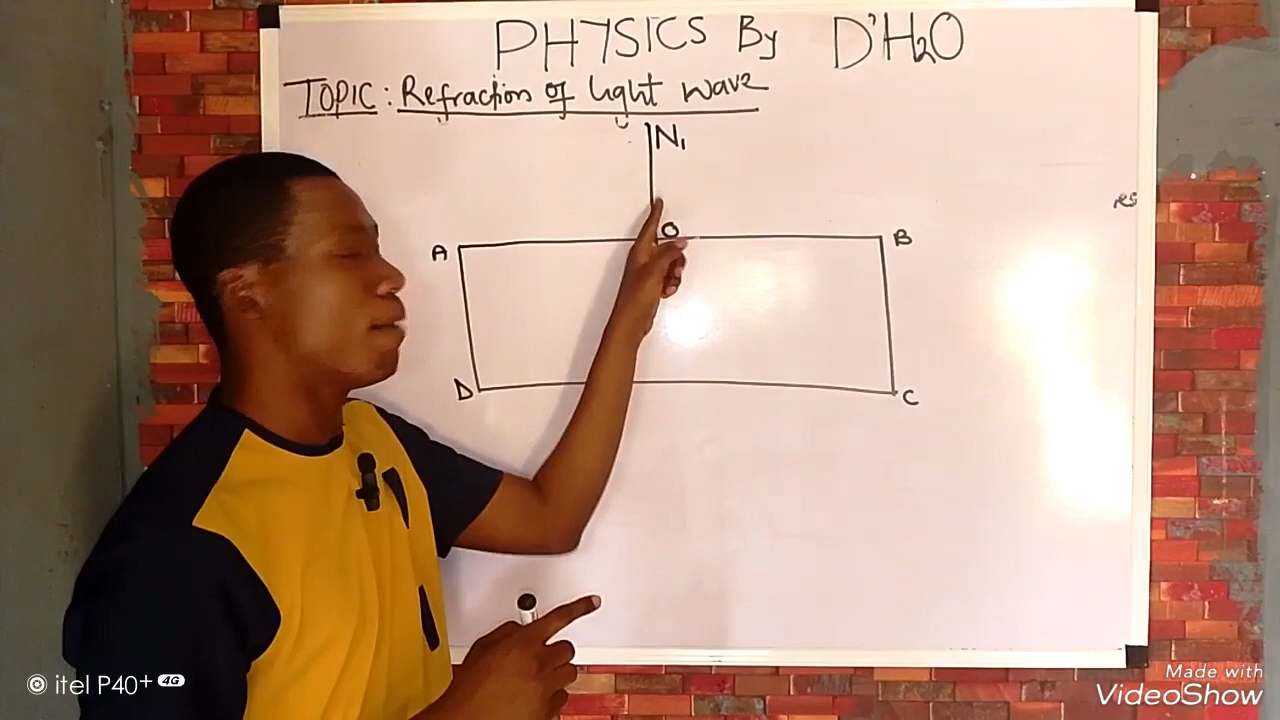 PHYSICS By D'H2O
TOPIC: Refraction of light wave
N1
O
A
B
D
C
itel P40+ 4G
Made with
VideoShow